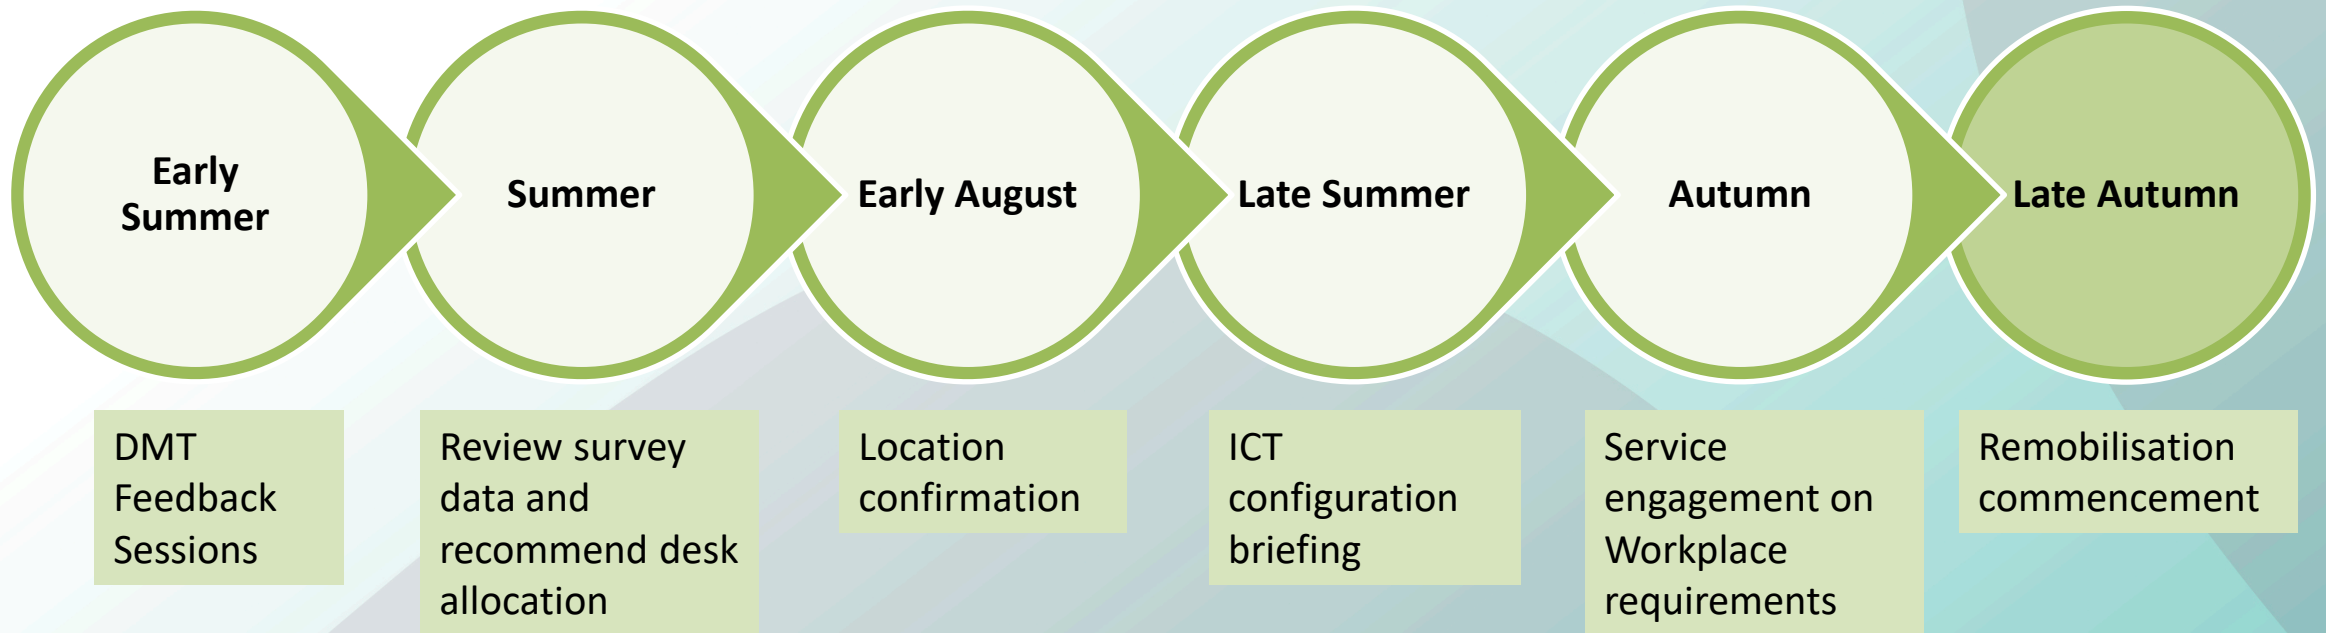 Early
Summer
Summer
Early August
Late Summer
Autumn
Late Autumn
DMT
Feedback
Sessions
Review survey
data and
recommend desk
allocation
Location
confirmation
ICT
configuration
briefing
Service
engagement on
Workplace
requirements
Remobilisation
commencement